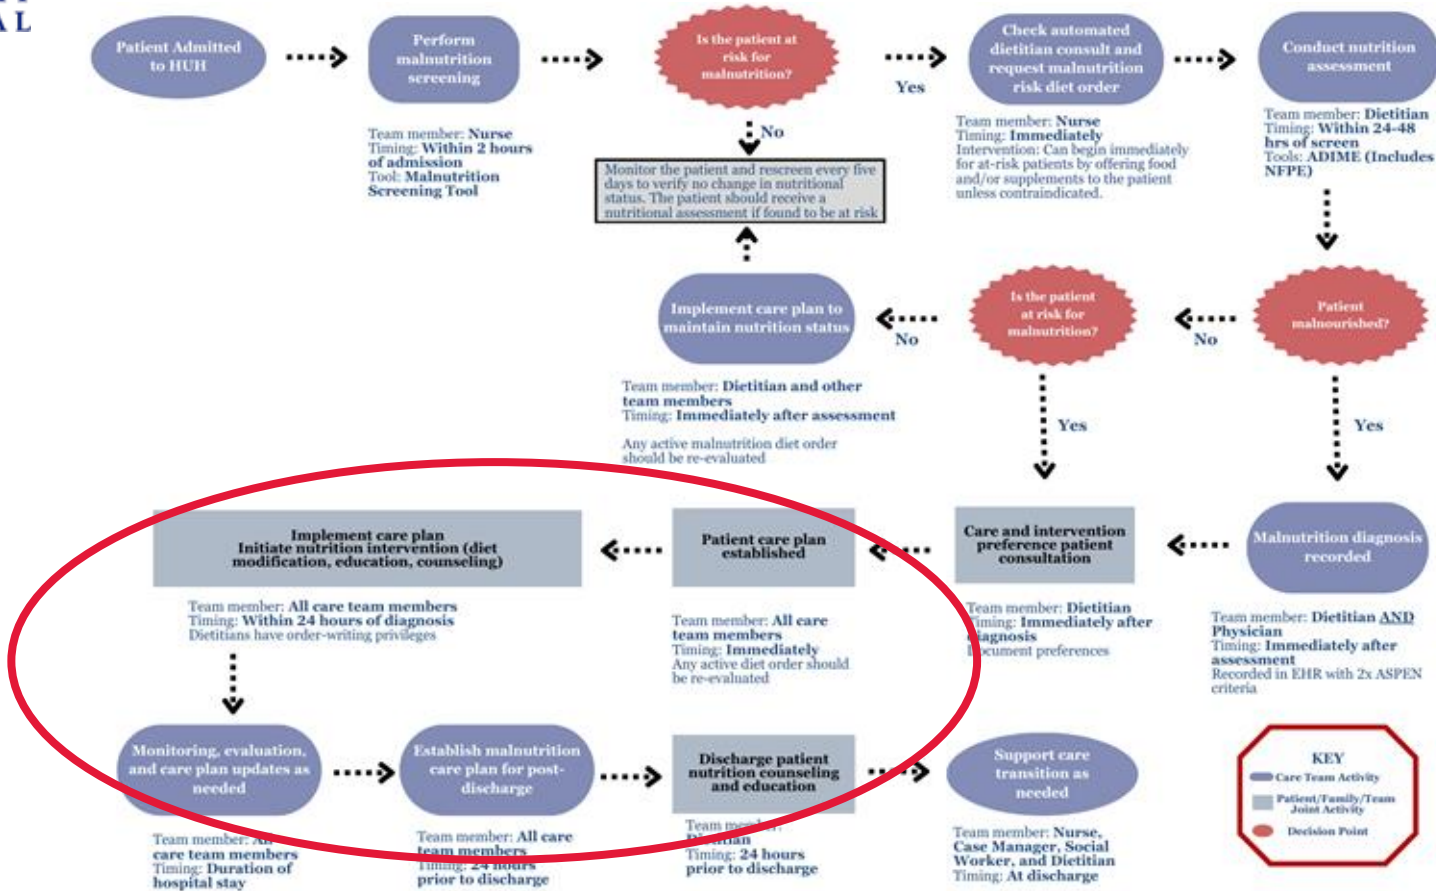 AL
Patient Admitted
to HUH
Perform
malnutrition
screening
Team member: Nurse
Timing: Within 2 hours
of admission
Tool: Malnutrition
Screening Tool
Is the patient at
risk for
malnutrition?
Yes
No
Monitor the patient and rescreen every five
days to verify no change in nutritional
status. The patient should receive a
nutritional assessment if found to be at risk
Check automated
dietitian consult and
request malnutrition
risk diet order
Team member: Nurse
Timing: Immediately
Intervention: Can begin immediately
for at-risk patients by offering food
and/or supplements to the patient
unless contraindicated.
Conduct nutrition
assessment
Team member: Dietitian
Timing: Within 24-48
hrs of screen
Tools: ADIME (Includes
NFPE)
Patient
malnourished?
No
Yes
Is the patient
at risk for
malnutrition?
No
Yes
Implement care plan to
maintain nutrition status
Team member: Dietitian and other
team members
Timing: Immediately after assessment
Any active malnutrition diet order
should be re-evaluated
Malnutrition diagnosis
recorded
Team member: Dietitian AND
Physician
Timing: Immediately after
assessment
Recorded in EHR with 2x ASPEN
criteria
Care and intervention
preference patient
consultation
Team member: Dietitian
Timing: Immediately after
diagnosis
Document preferences
Patient care plan
established
Team member: All care
team members
Timing: Immediately
Any active diet order should
be re-evaluated
Implement care plan
Initiate nutrition intervention (diet
modification, education, counseling)
Team member: All care team members
Timing: Within 24 hours of diagnosis
Dietitians have order-writing privileges
Monitoring, evaluation,
and care plan updates as
needed
Team member: All
care team members
Timing: Duration of
hospital stay
Establish malnutrition
care plan for post-
discharge
Team member: All care
team members
Timing: 24 hours
prior to discharge
Discharge patient
nutrition counseling
and education
Team member:
Dietitian
Timing: 24 hours
prior to discharge
Support care
transition as
needed
Team member: Nurse,
Case Manager, Social
Worker, and Dietitian
Timing: At discharge
KEY
Care Team Activity
Patient/Family/Team
Joint Activity
Decision Point